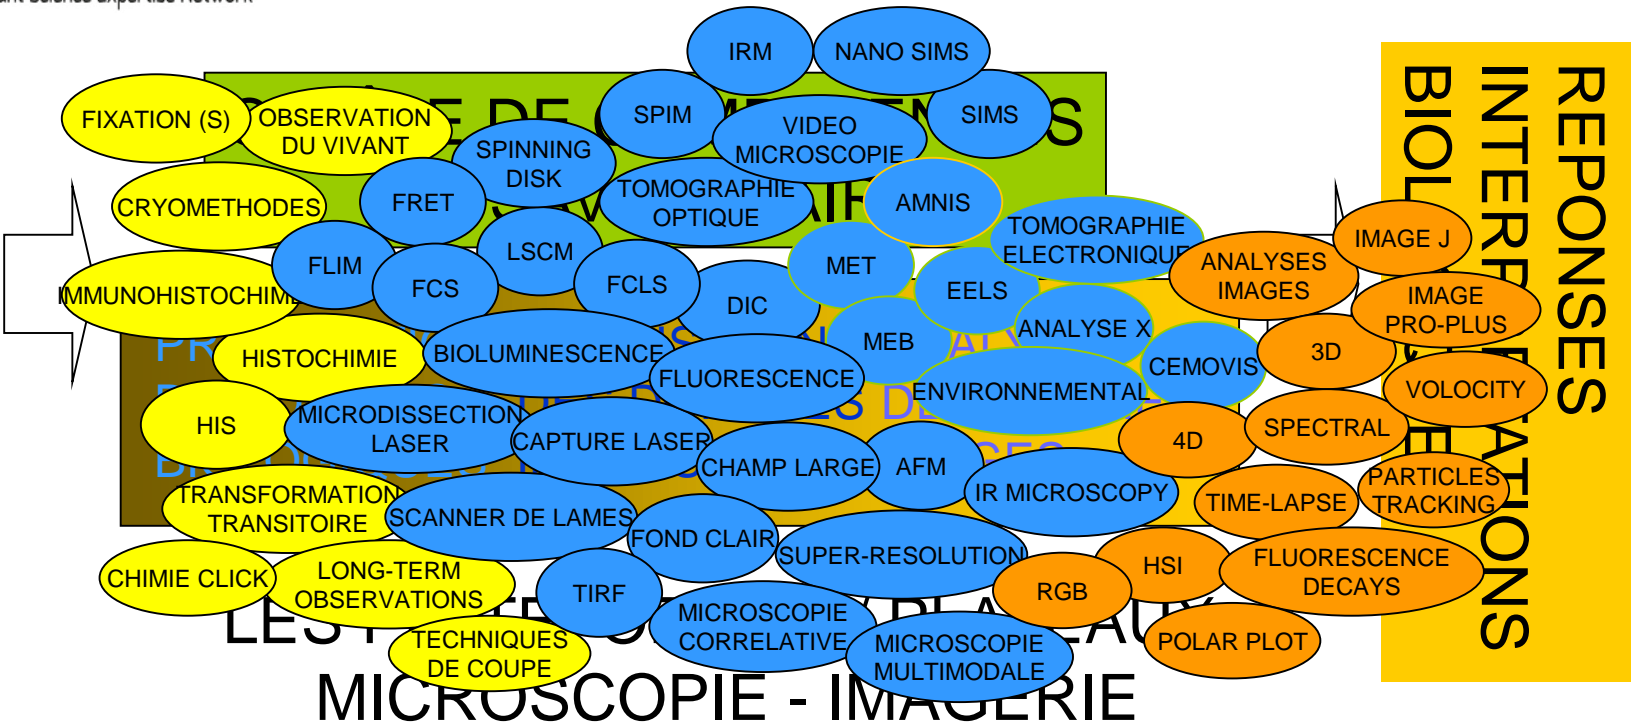 IRM
NANO SIMS
FIXATION (S)
OBSERVATION
DU VIVANT
SPIM
VIDEO
MICROSCOPIE
SIMS
SPINNING
DISK
CRYOMETHODES
FRET
TOMOGRAPHIE
OPTIQUE
AMNIS
TOMOGRAPHIE
ELECTRONIQUE
IMAGE J
FLIM
LSCM
FCS
FCLS
DIC
MET
EELS
ANALYSES
IMAGES
IMMUNOHISTOCHIMIE
IMAGE
PRO-PLUS
HISTOCHIMIE
BIOLUMINESCENCE
MEB
ANALYSE X
3D
FLUORESCENCE
CEMOVIS
ENVIRONNEMENTAL
VOLOCITY
HIS
MICRODISSECTION
LASER
CAPTURE LASER
4D
SPECTRAL
CHAMP LARGE
AFM
IR MICROSCOPY
TRANSFORMATION
TRANSITOIRE
SCANNER DE LAMES
TIME-LAPSE
PARTICLES
TRACKING
FOND CLAIR
SUPER-RESOLUTION
CHIMIE CLICK
LONG-TERM
OBSERVATIONS
TIRF
RGB
HSI
FLUORESCENCE
DECAYS
MICROSCOPIE
CORRELATIVE
TECHNIQUES
DE COUPE
MICROSCOPIE
MULTIMODALE
POLAR PLOT
DE
LES
MICROSCOPIE - IMAGERIE
REPONSES